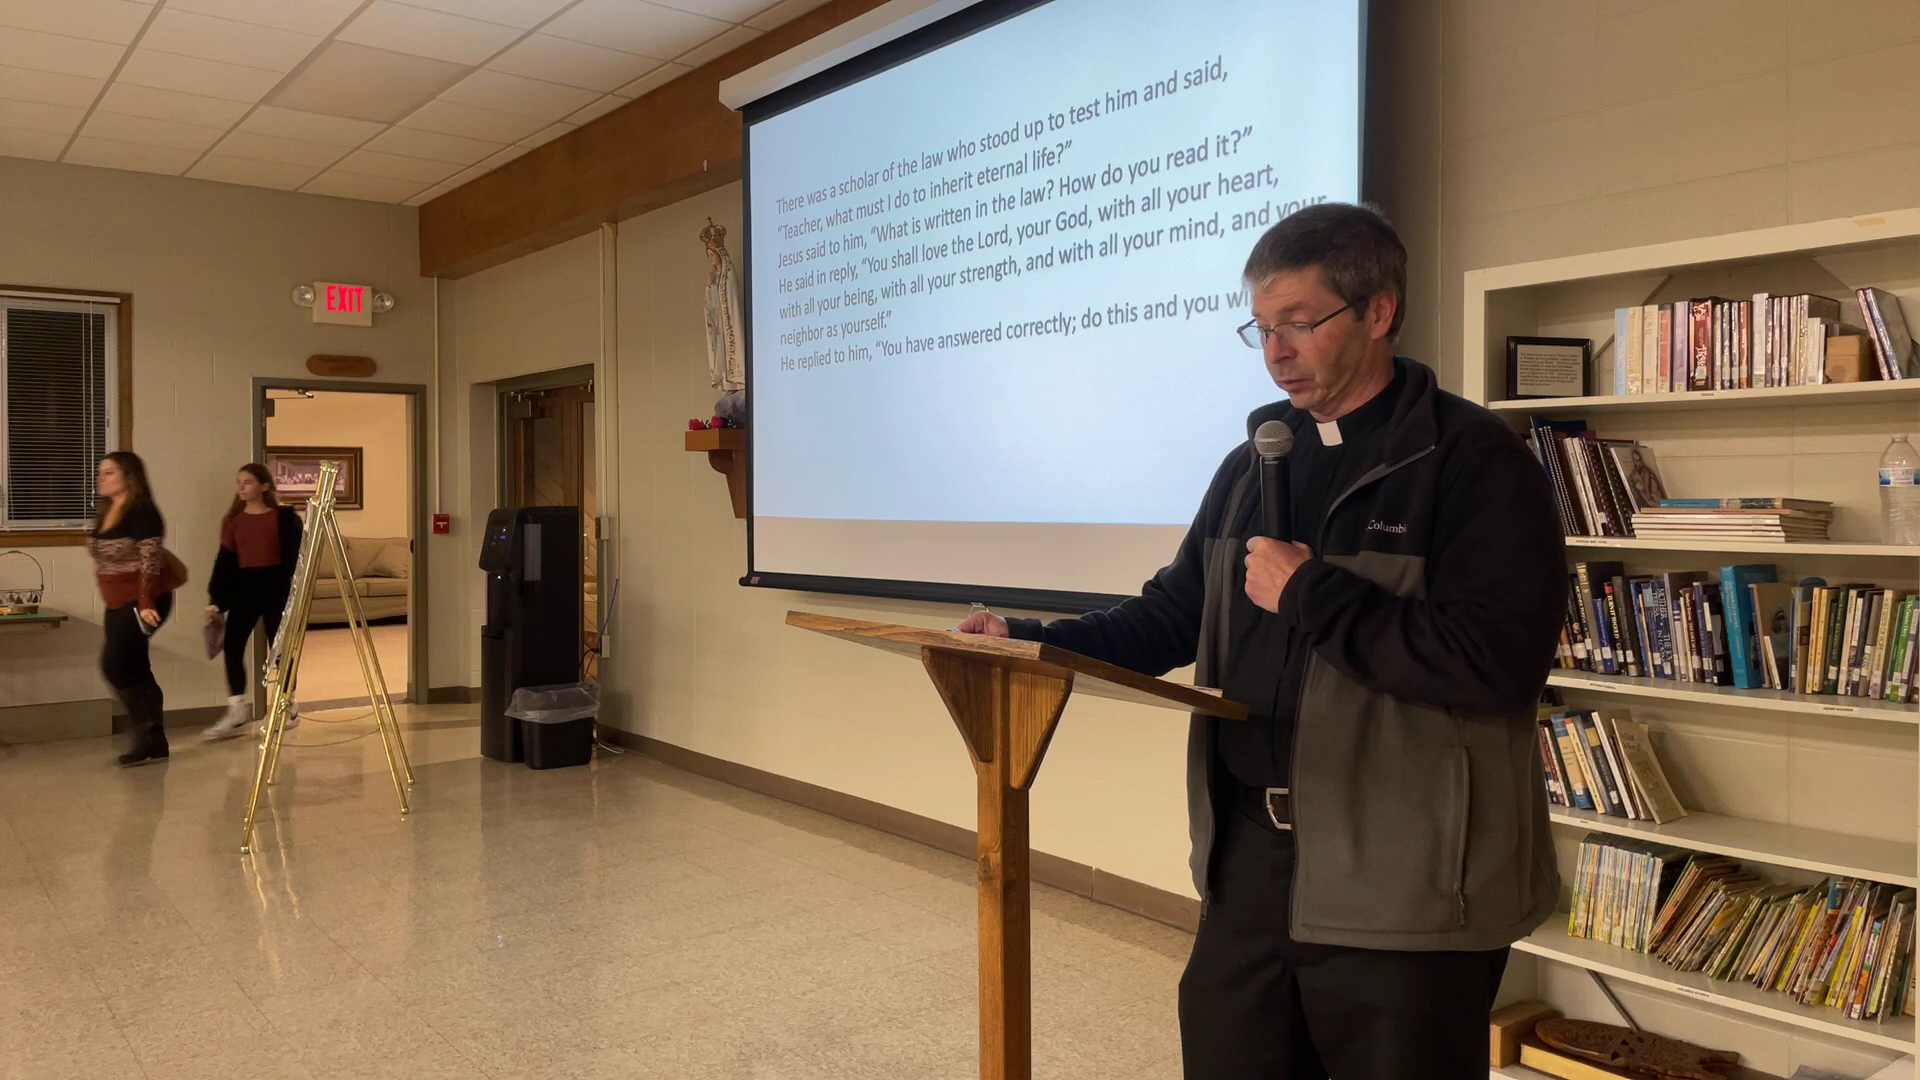 There was a scholar of the law who stood up to test him and said,
“Teacher, what must I do to inherit eternal life?”
Jesus said to him, “What is written in the law? How do you read it?”
He said in reply, “You shall love the Lord, your God, with all your heart,
with all your being, with all your strength, and with all your mind, and your
neighbor as yourself.”
He replied to him, “You have answered correctly; do this and you wi
EXIT
Columbi